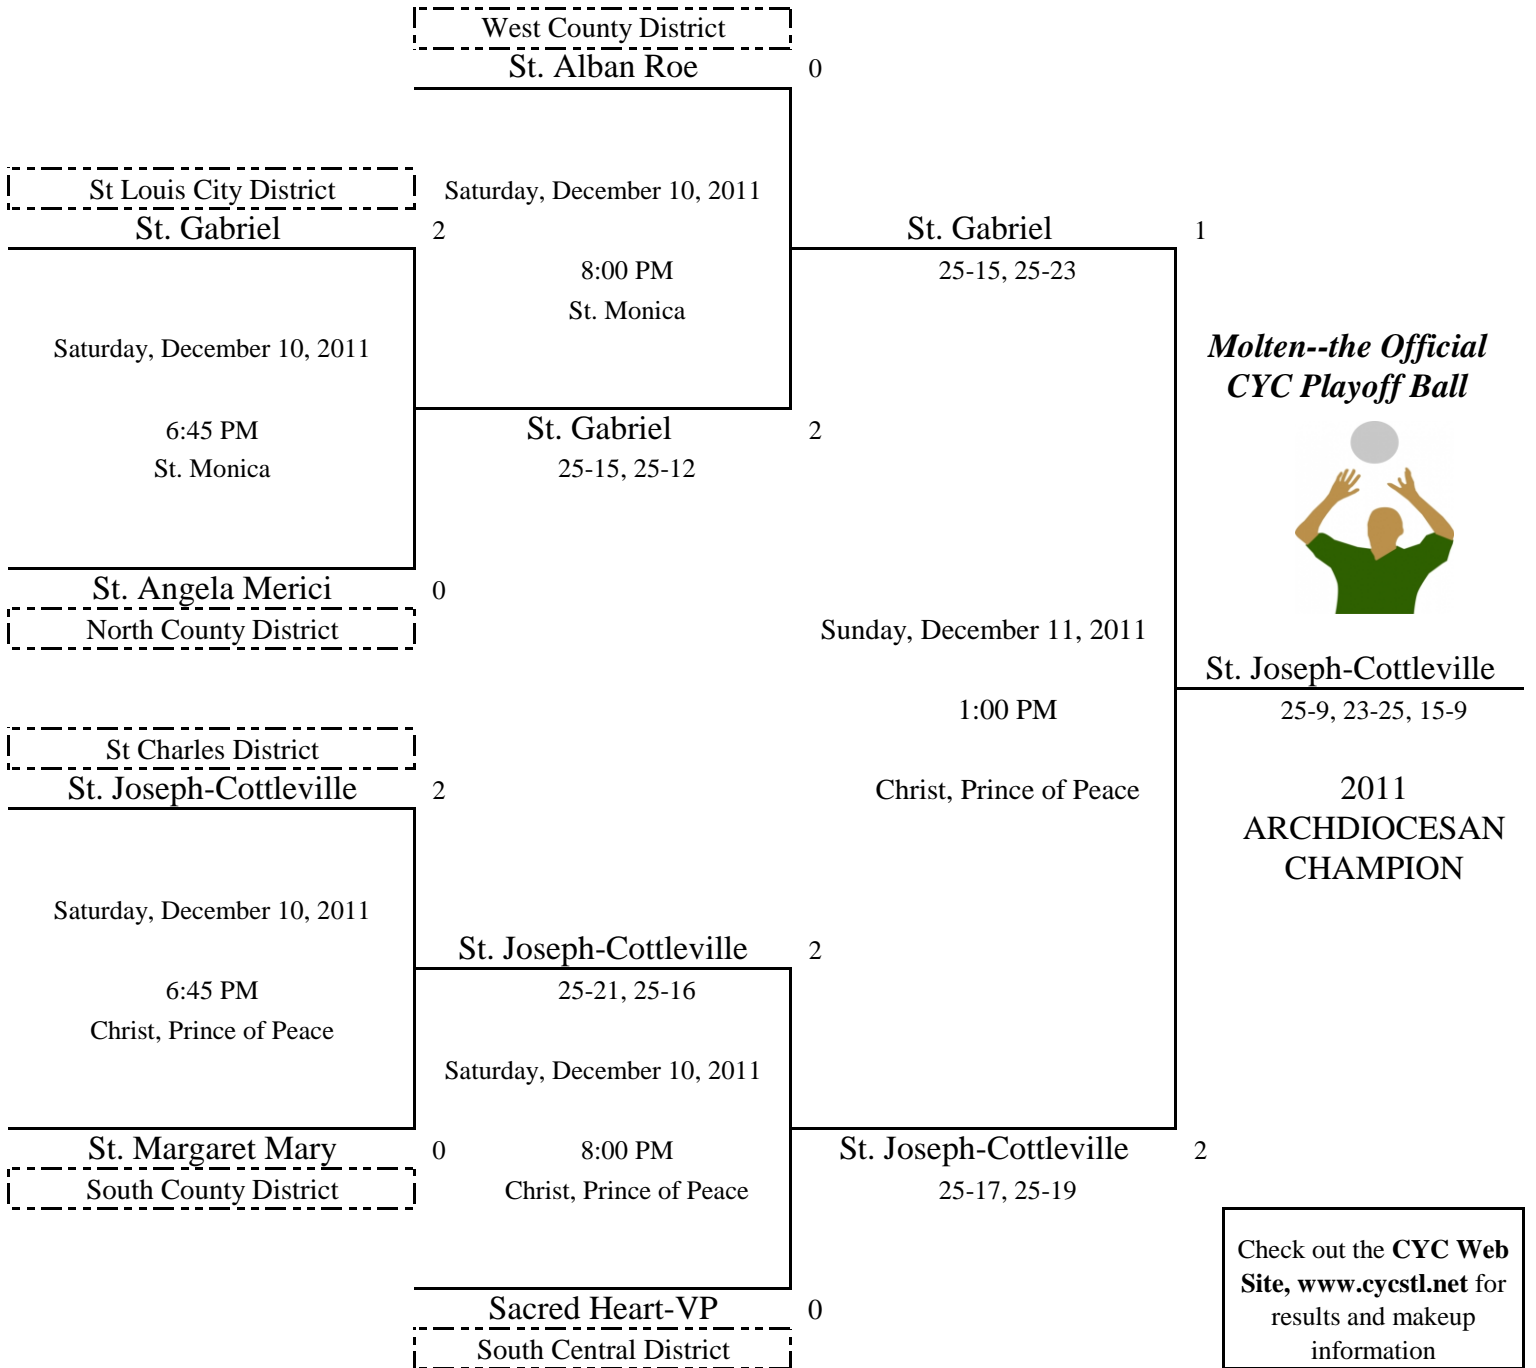 West County District
St. Alban Roe 0
St Louis City District
St. Gabriel 2
Saturday, December 10, 2011
8:00 PM
St. Monica
St. Gabriel 1
25-15, 25-23
Saturday, December 10, 2011
6:45 PM
St. Monica
St. Gabriel 2
25-15, 25-12
St. Angela Merici 0
North County District
Molten--the Official
CYC Playoff Ball
Sunday, December 11, 2011
1:00 PM
Christ, Prince of Peace
St. Joseph-Cottleville
25-9, 23-25, 15-9
2011
ARCHDIOCESAN
CHAMPION
St Charles District
St. Joseph-Cottleville 2
Saturday, December 10, 2011
6:45 PM
Christ, Prince of Peace
St. Joseph-Cottleville 2
25-21, 25-16
Saturday, December 10, 2011
8:00 PM
Christ, Prince of Peace
St. Margaret Mary 0
South County District
St. Joseph-Cottleville 2
25-17, 25-19
Sacred Heart-VP 0
South Central District
Check out the CYC Web
Site, www.cycstl.net for
results and makeup
information